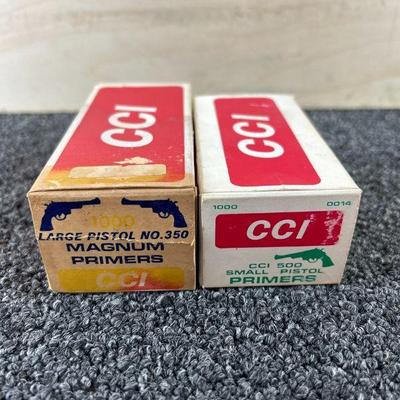 CCI
1000
LARGE PISTOL NO.350
MAGNUM
PRIMERS
CCI
CCI
1000 0014
CCI
CCI 500
SMALL PISTOL
PRIMERS